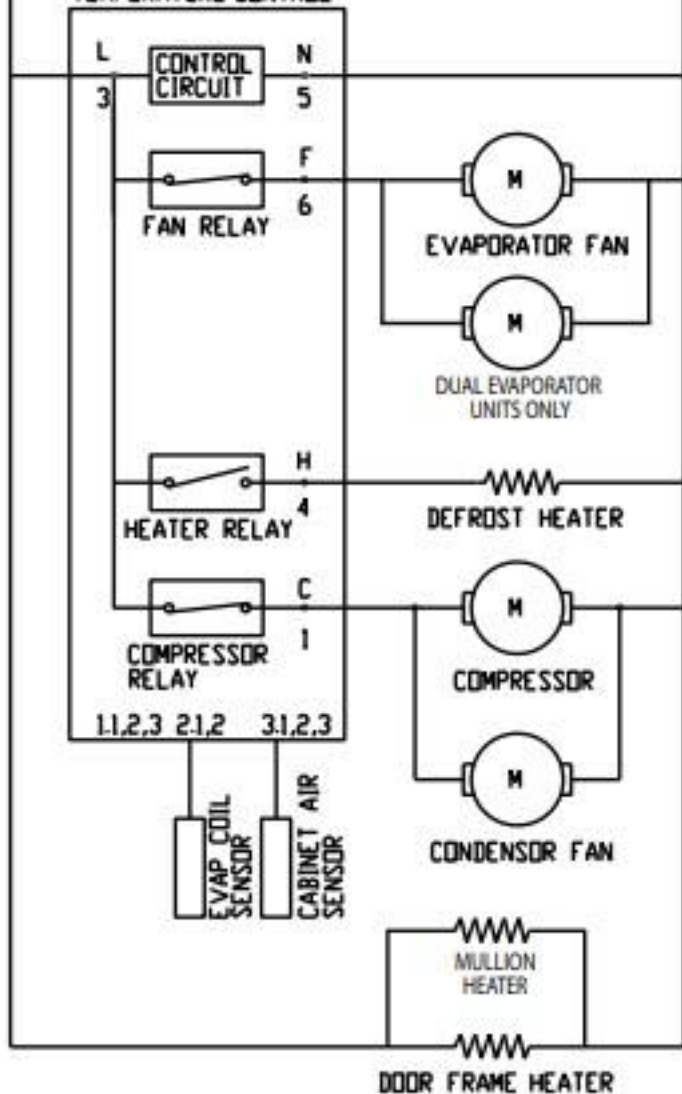 L
N
CONTROL
CIRCUIT
3
5
F
M
6
FAN RELAY
EVAPORATOR FAN
M
DUAL EVAPORATOR
UNITS ONLY
H
4
HEATER RELAY
DEFROST HEATER
C
M
1
COMPRESSOR
RELAY
COMPRESSOR
1.1,2,3 2.1,2 3.1,2,3
M
EVAP COIL
SENSOR
CABINET AIR
SENSOR
CONDENSOR FAN
MULLION
HEATER
DOOR FRAME HEATER